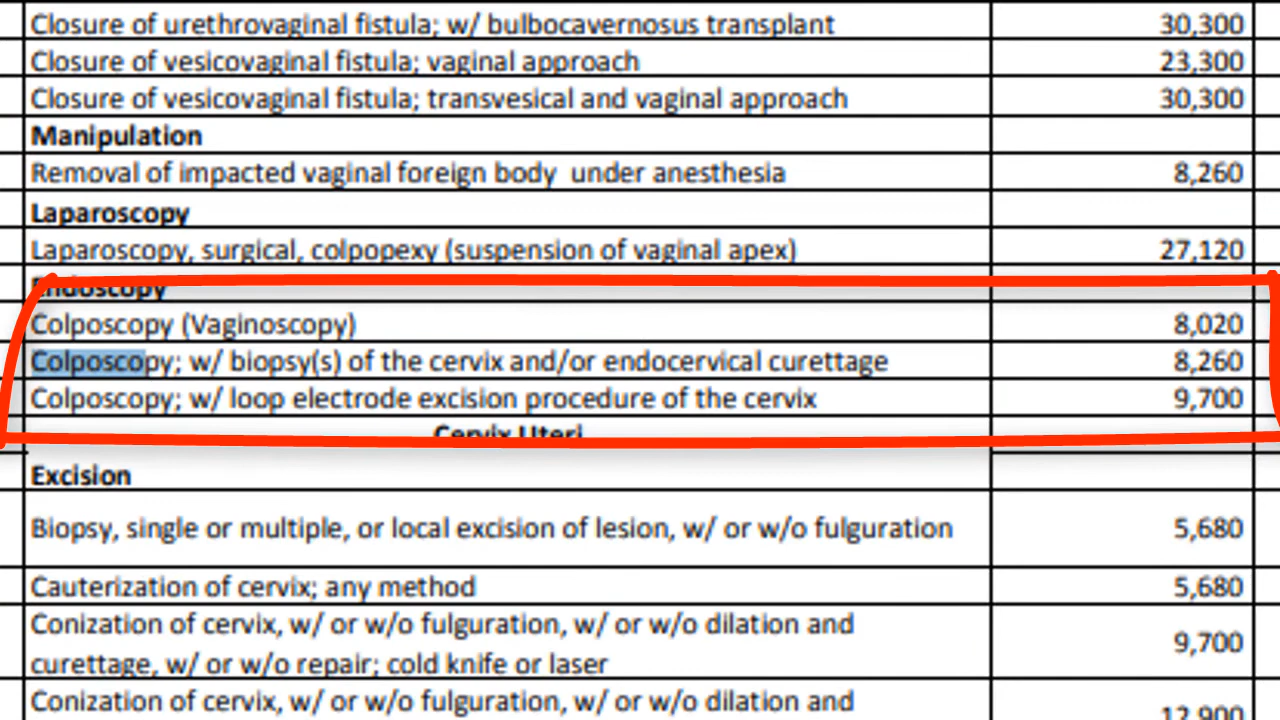 Closure of urethrovaginal fistula; w/ bulbocavernosus transplant 30,300
Closure of vesicovaginal fistula; vaginal approach 23,300
Closure of vesicovaginal fistula; transvesical and vaginal approach 30,300
Manipulation
Removal of impacted vaginal foreign body under anesthesia 8,260
Laparoscopy
Laparoscopy, surgical, colpopexy (suspension of vaginal apex) 27,120
Endoscopy
Colposcopy (Vaginoscopy) 8,020
Colposcopy; w/ biopsy(s) of the cervix and/or endocervical curettage 8,260
Colposcopy; w/ loop electrode excision procedure of the cervix 9,700
Cervix Uteri
Excision
Biopsy, single or multiple, or local excision of lesion, w/ or w/o fulguration 5,680
Cauterization of cervix; any method 5,680
Conization of cervix, w/ or w/o fulguration, w/ or w/o dilation and
curettage, w/ or w/o repair; cold knife or laser 9,700
Conization of cervix, w/ or w/o fulguration, w/ or w/o dilation and
12,900